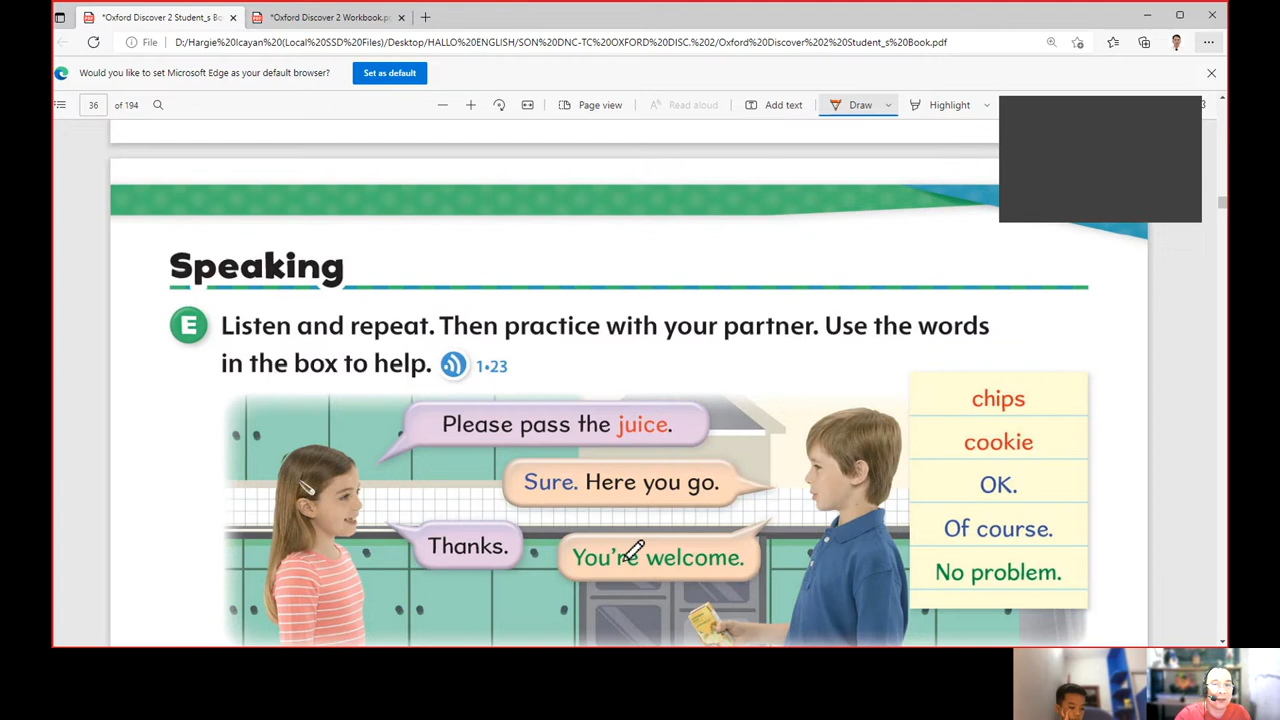 *Oxford Discover 2 Student_s Bo
*Oxford Discover 2 Workbook.pd
File
D:/Hargie%20Icayan%20(Local%20SSD%20Files)/Desktop/HALLO%20ENGLISH/SON%20DNC-TC%20OXFORD%20DISC.%202/Oxford%20Discover%202%20Student_s%20Book.pdf
Would you like to set Microsoft Edge as your default browser?
Set as default
36 of 194
Page view
Read aloud
Add text
Draw
Highlight
3
Speaking
E Listen and repeat. Then practice with your partner. Use the words
in the box to help. 1•23
Please pass the juice.
Sure. Here you go.
Thanks.
You're welcome.
chips
cookie
OK.
Of course.
No problem.